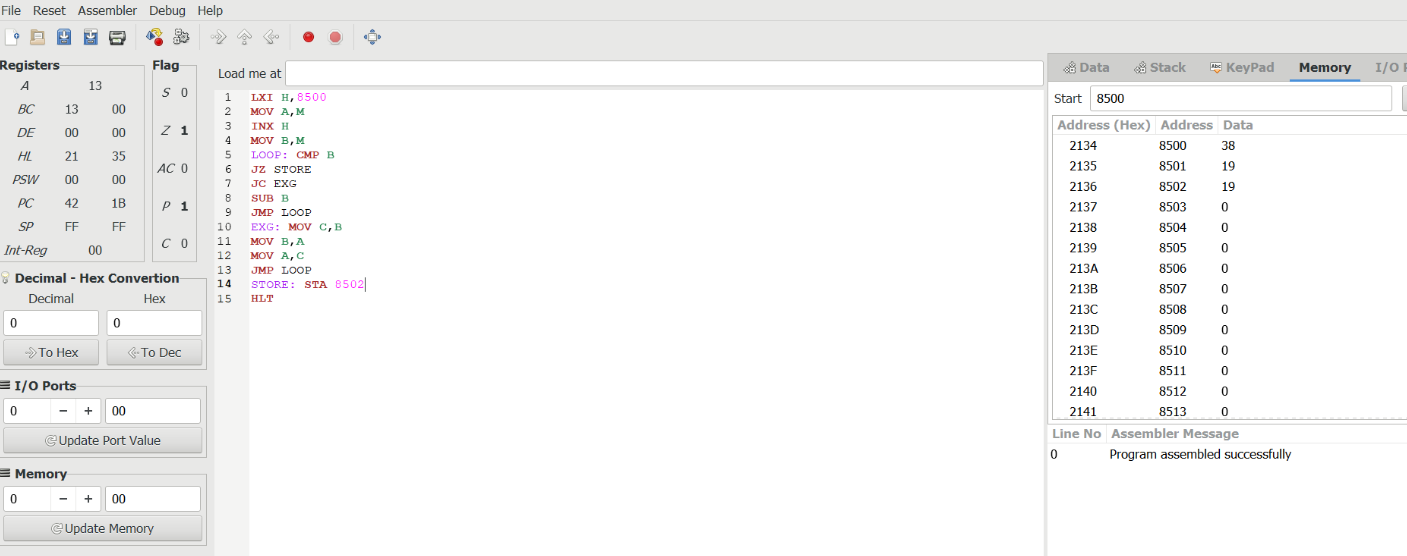 File Reset Assembler Debug Help
Registers
A 13
BC 13 00
DE 00 00
HL 21 35
PSW 00 00
PC 42 1B
SP FF FF
Int-Reg 00
Flag
S 0
Z 1
AC 0
P 1
C 0
Decimal - Hex Convertion
Decimal Hex
0 0
To Hex To Dec
I/O Ports
0 − + 00
Update Port Value
Memory
0 − + 00
Update Memory
Load me at
1 LXI H,8500
2 MOV A,M
3 INX H
4 MOV B,M
5 LOOP: CMP B
6 JZ STORE
7 JC EXG
8 SUB B
9 JMP LOOP
10 EXG: MOV C,B
11 MOV B,A
12 MOV A,C
13 JMP LOOP
14 STORE: STA 8502
15 HLT
Data Stack KeyPad Memory I/O
Start 8500
Address (Hex) Address Data
2134 8500 38
2135 8501 19
2136 8502 19
2137 8503 0
2138 8504 0
2139 8505 0
213A 8506 0
213B 8507 0
213C 8508 0
213D 8509 0
213E 8510 0
213F 8511 0
2140 8512 0
2141 8513 0
Line No Assembler Message
0 Program assembled successfully